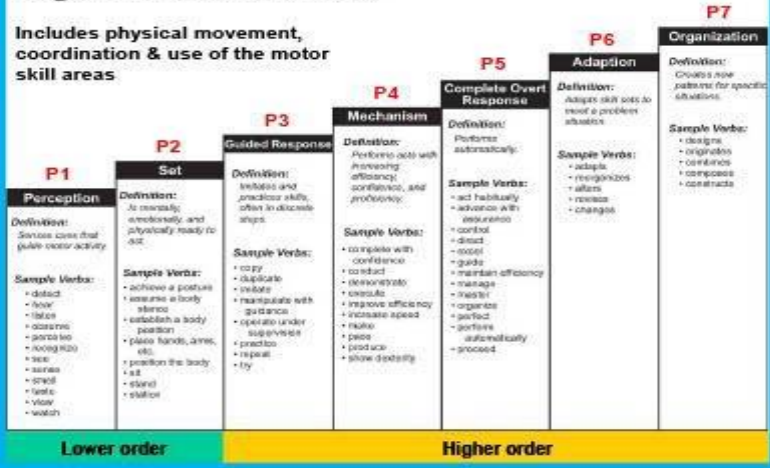 Includes physical movement,
coordination & use of the motor
skill areas
P1
Perception
Definition:
Senses cues that
guide motor activity.
Sample Verbs:
• detect
• hear
• listen
• observe
• perceive
• recognize
• see
• sense
• smell
• taste
• view
• watch
P2
Set
Definition:
Is mentally,
emotionally, and
physically ready to
act.
Sample Verbs:
• achieve a posture
• assume a body
stance
• establish a body
position
• place hands, arms,
etc.
• position the body
• sit
• stand
• station
P3
Guided Response
Definition:
Imitates and
practices skills,
often in discrete
steps.
Sample Verbs:
• copy
• duplicate
• imitate
• manipulate with
guidance
• operate under
supervision
• practice
• repeat
• try
P4
Mechanism
Definition:
Performs acts with
increasing
efficiency,
confidence, and
proficiency.
Sample Verbs:
• complete with
confidence
• conduct
• demonstrate
• execute
• improve efficiency
• increase speed
• make
• pace
• produce
• show dexterity
P5
Complete Overt
Response
Definition:
Performs
automatically.
Sample Verbs:
• act habitually
• advance with
assurance
• control
• direct
• excel
• guide
• maintain efficiency
• manage
• master
• organize
• perfect
• perform
automatically
• proceed
P6
Adaption
Definition:
Adapts skill sets to
meet a problem
situation.
Sample Verbs:
• adapts
• reorganizes
• alters
• revises
• changes
P7
Organization
Definition:
Creates new
patterns for specific
situations.
Sample Verbs:
• designs
• originates
• combines
• composes
• constructs
Lower order
Higher order